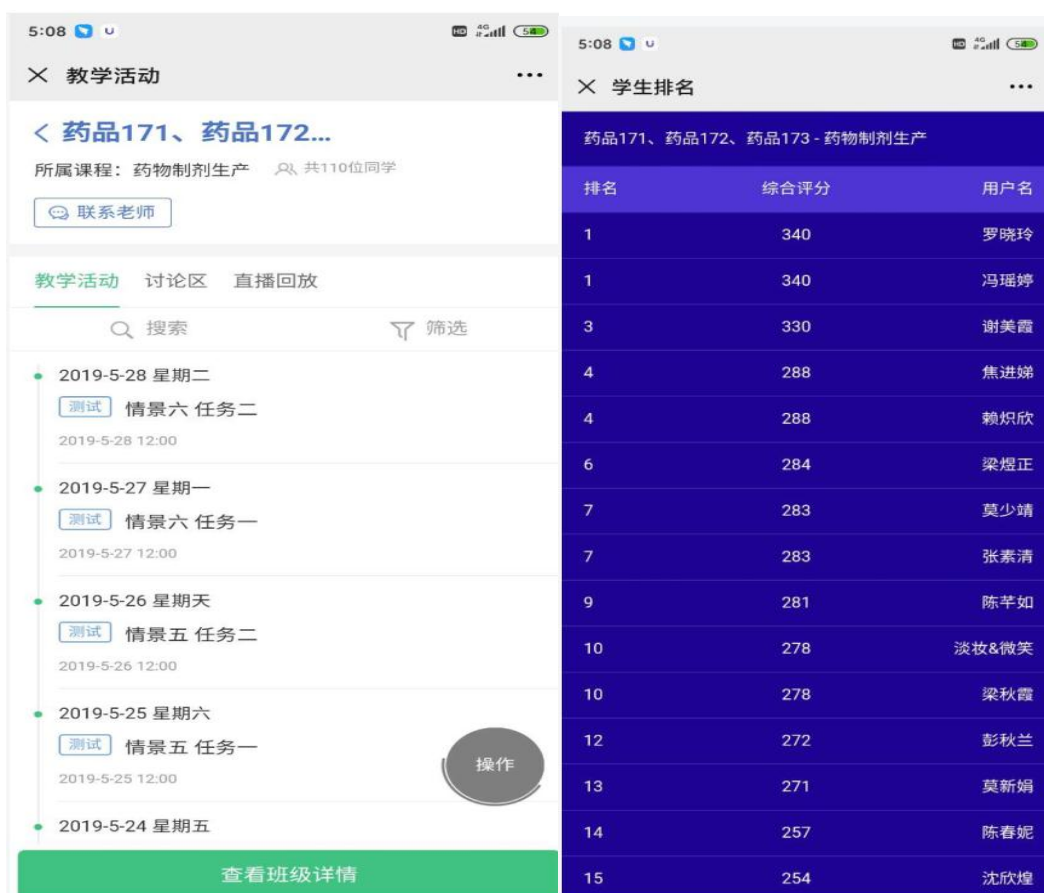 5:08
HD 4G 54
教学活动
药品171、药品172...
所属课程：药物制剂生产 共110位同学
联系老师
教学活动 讨论区 直播回放
搜索 筛选
2019-5-28 星期二
测试 情景六 任务二
2019-5-28 12:00
2019-5-27 星期一
测试 情景六 任务一
2019-5-27 12:00
2019-5-26 星期天
测试 情景五 任务二
2019-5-26 12:00
2019-5-25 星期六
测试 情景五 任务一
2019-5-25 12:00
操作
2019-5-24 星期五
查看班级详情
5:08
HD 4G 54
学生排名
药品171、药品172、药品173 - 药物制剂生产
排名 综合评分 用户名
1 340 罗晓玲
1 340 冯瑶婷
3 330 谢美霞
4 288 焦进娣
4 288 赖炽欣
6 284 梁煜正
7 283 莫少靖
7 283 张素清
9 281 陈芊如
10 278 淡妆&微笑
10 278 梁秋霞
12 272 彭秋兰
13 271 莫新娟
14 257 陈春妮
15 254 沈欣煌